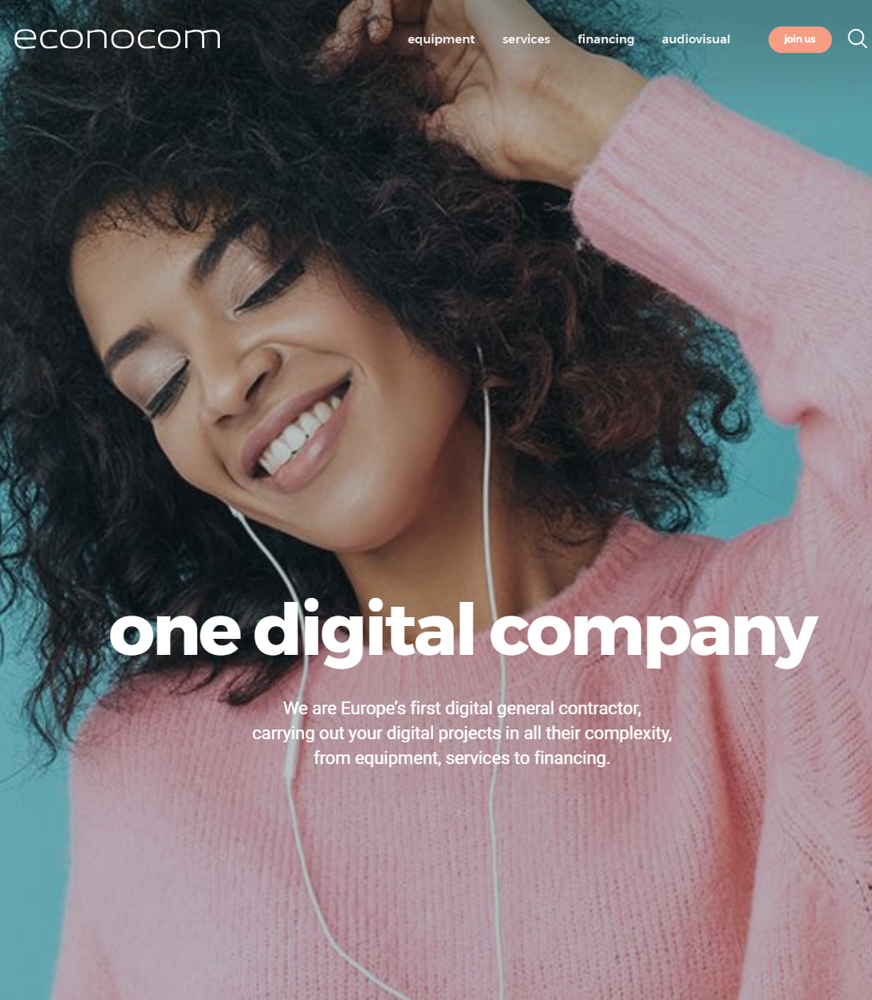 econocom
equipment services financing audiovisual join us
one digital company
We are Europe’s first digital general contractor,
carrying out your digital projects in all their complexity,
from equipment, services to financing.